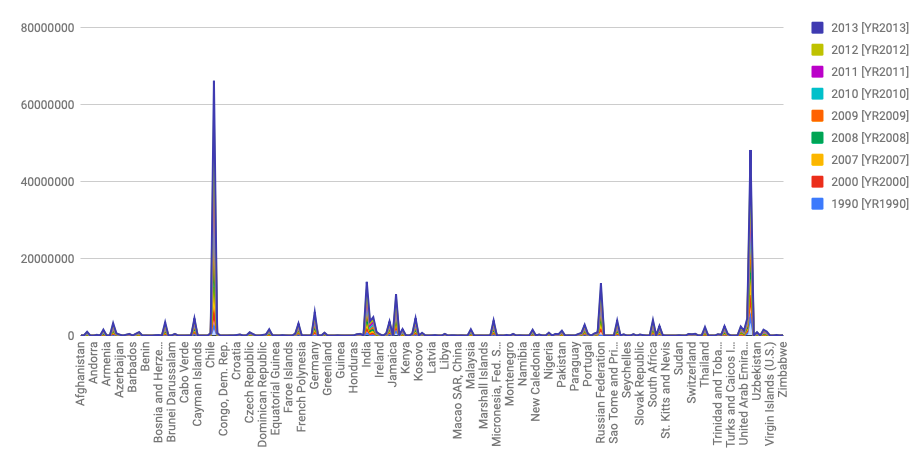 80000000
60000000
40000000
20000000
0
2013 [YR2013]
2012 [YR2012]
2011 [YR2011]
2010 [YR2010]
2009 [YR2009]
2008 [YR2008]
2007 [YR2007]
2000 [YR2000]
1990 [YR1990]
Afghanistan
Andorra
Armenia
Azerbaijan
Barbados
Benin
Bosnia and Herze...
Brunei Darussalam
Cabo Verde
Cayman Islands
Chile
Congo, Dem. Rep.
Croatia
Czech Republic
Dominican Republic
Equatorial Guinea
Faroe Islands
French Polynesia
Germany
Greenland
Guinea
Honduras
India
Ireland
Jamaica
Kenya
Kosovo
Latvia
Libya
Macao SAR, China
Malaysia
Marshall Islands
Micronesia, Fed. S...
Montenegro
Namibia
New Caledonia
Nigeria
Pakistan
Paraguay
Portugal
Russian Federation
Sao Tome and Pri...
Seychelles
Slovak Republic
South Africa
St. Kitts and Nevis
Sudan
Switzerland
Thailand
Trinidad and Toba...
Turks and Caicos I...
United Arab Emira...
Uzbekistan
Virgin Islands (U.S.)
Zimbabwe